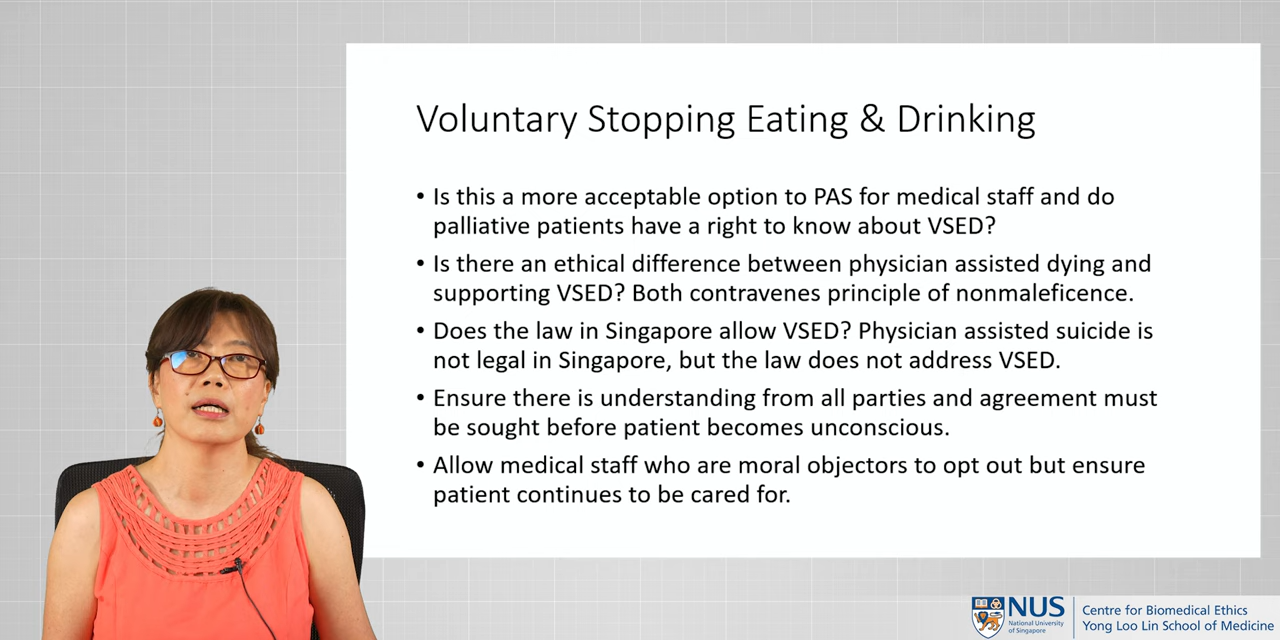 Voluntary Stopping Eating & Drinking
• Is this a more acceptable option to PAS for medical staff and do
palliative patients have a right to know about VSED?
• Is there an ethical difference between physician assisted dying and
supporting VSED? Both contravenes principle of nonmaleficence.
• Does the law in Singapore allow VSED? Physician assisted suicide is
not legal in Singapore, but the law does not address VSED.
• Ensure there is understanding from all parties and agreement must
be sought before patient becomes unconscious.
• Allow medical staff who are moral objectors to opt out but ensure
patient continues to be cared for.
NUS
National University
of Singapore
Centre for Biomedical Ethics
Yong Loo Lin School of Medicine